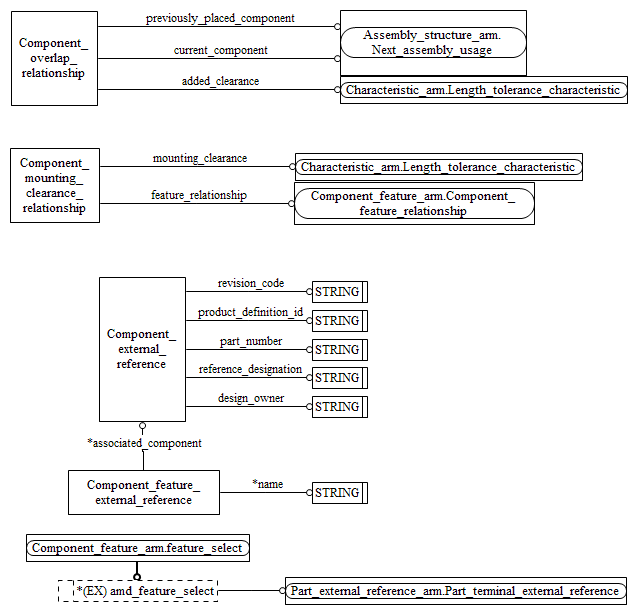 Component_
overlap_
relationship
previously_placed_component
current_component
added_clearance
Assembly_structure_arm.
Next_assembly_usage
Characteristic_arm.Length_tolerance_characteristic
Component_
mounting_
clearance_
relationship
mounting_clearance
feature_relationship
Characteristic_arm.Length_tolerance_characteristic
Component_feature_arm.Component_
feature_relationship
Component_
external_
reference
revision_code
STRING
product_definition_id
STRING
part_number
STRING
reference_designation
STRING
design_owner
STRING
*associated_component
Component_feature_
external_reference
*name
STRING
Component_feature_arm.feature_select
*(EX) amd_feature_select
Part_external_reference_arm.Part_terminal_external_reference